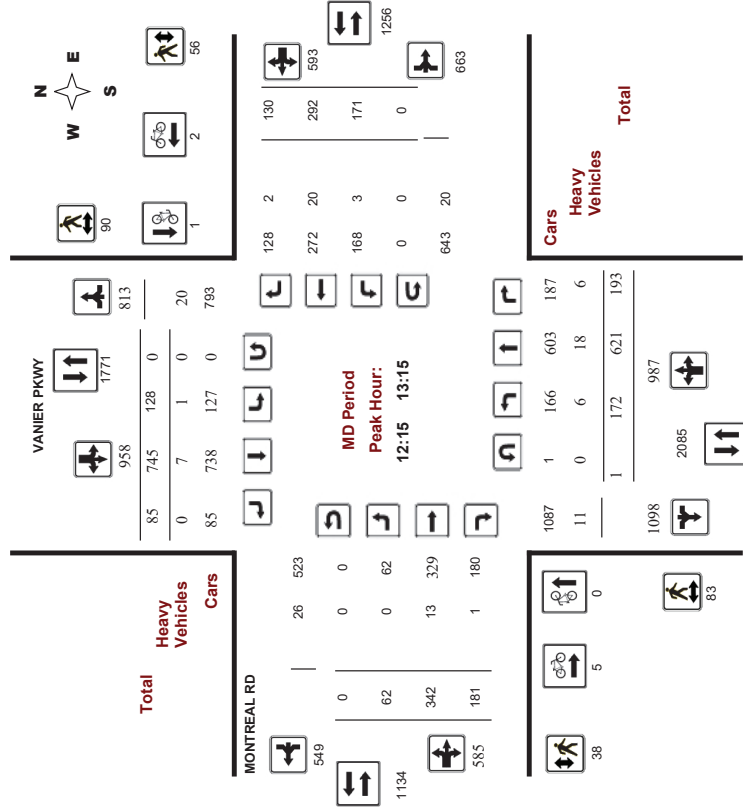 VANIER PKWY
N
W E
S
1771
958
813
90
56
1
2
85 745 128 0
0 7 1 0 20
85 738 127 0 793
Total
Heavy
Vehicles
Cars
MONTREAL RD
1256
593
663
128 2 130
272 20 292
168 3 171
0 0 0
643 20
MD Period
Peak Hour:
12:15 13:15
26 523
0 0 0
62 0 62
342 13 329
181 1 180
549
1134
585
Cars
Heavy
Vehicles
Total
1087 1 166 603 187
11 0 6 18 6
1 172 621 193
1098
987
2085
5
0
38
83